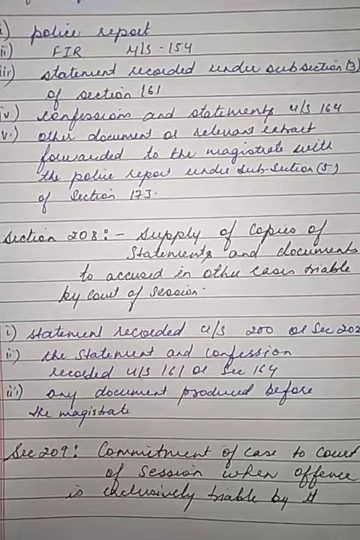 i) police report
ii) FIR u/s - 154
iii) statement recorded under subsection (3)
of section 161
iv) confessions and statements u/s 164
v.) other document or relevant extract
forwarded to the magistrate with
the police report under Sub-Section (5)
of Section 173.
Section 208:- Supply of Copies of
Statements and documents
to accused in other cases triable
by court of Session.
i) statement recorded u/s 200 or Sec 202
ii) the statement and confession
recorded u/s 161 or Sec 164
iii) any document produced before
the magistrate
Sec 209: Commitment of case to Court
of Session when offence
is exclusively triable by it